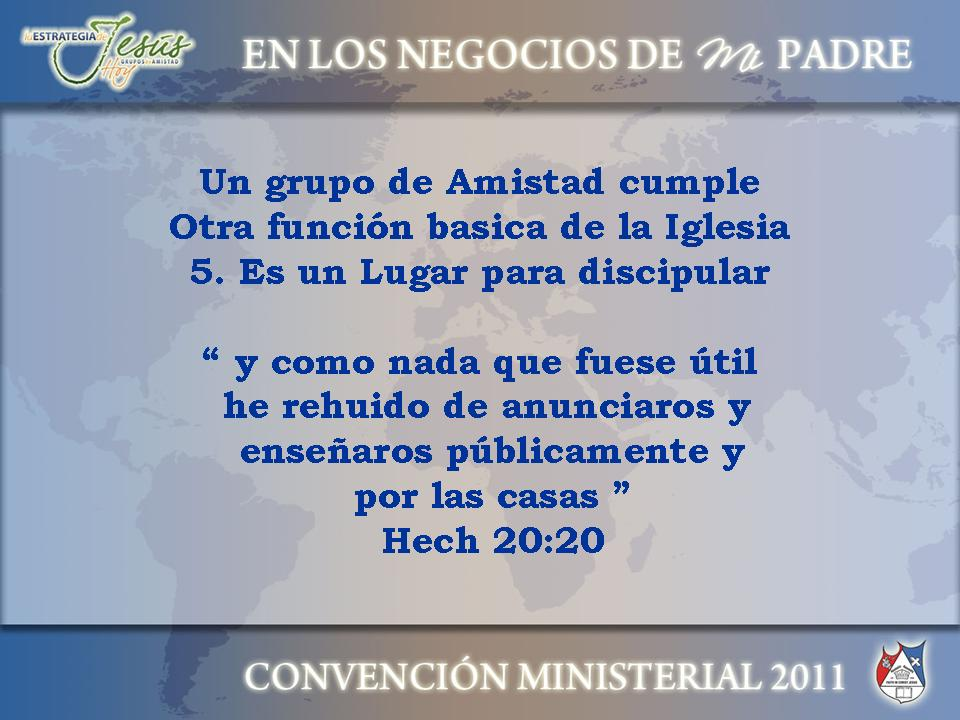 la ESTRATEGIA de
Jesús
GRUPOS de AMISTAD
Hoy
EN LOS NEGOCIOS DE Mi PADRE
Un grupo de Amistad cumple
Otra función basica de la Iglesia
5. Es un Lugar para discipular
“ y como nada que fuese útil
he rehuido de anunciaros y
enseñaros públicamente y
por las casas ”
Hech 20:20
CONVENCIÓN MINISTERIAL 2011